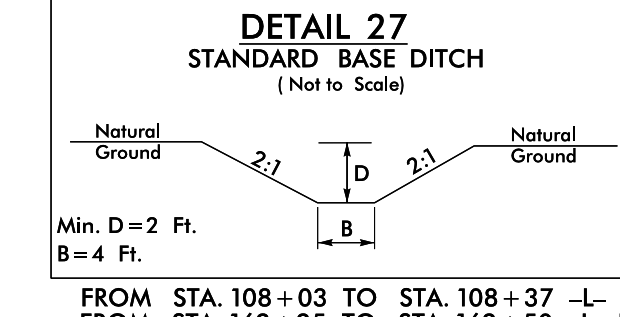 DETAIL 27
STANDARD BASE DITCH
( Not to Scale)
Natural
Ground
2:1
D
2:1
Natural
Ground
B
Min. D=2 Ft.
B=4 Ft.
FROM STA. 108+03 TO STA. 108+37 -L-